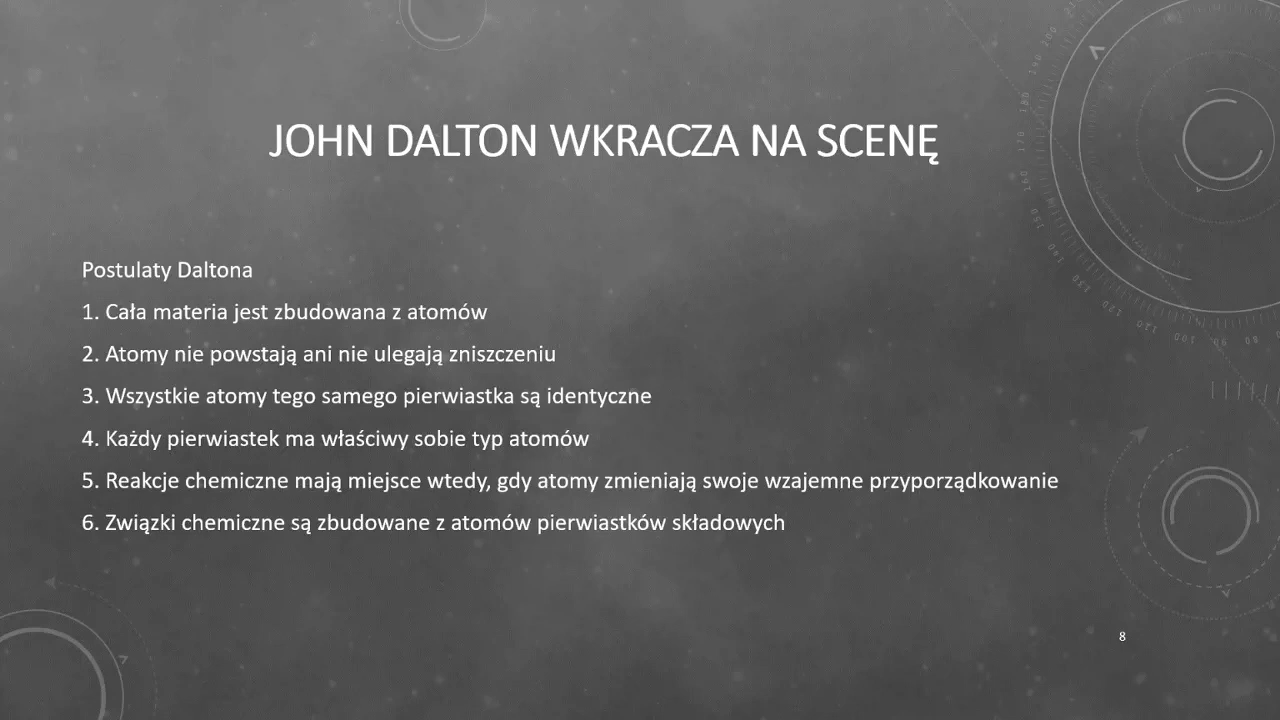 JOHN DALTON WKRACZA NA SCENĘ
Postulaty Daltona
1. Cała materia jest zbudowana z atomów
2. Atomy nie powstają ani nie ulegają zniszczeniu
3. Wszystkie atomy tego samego pierwiastka są identyczne
4. Każdy pierwiastek ma właściwy sobie typ atomów
5. Reakcje chemiczne mają miejsce wtedy, gdy atomy zmieniają swoje wzajemne przyporządkowanie
6. Związki chemiczne są zbudowane z atomów pierwiastków składowych
8